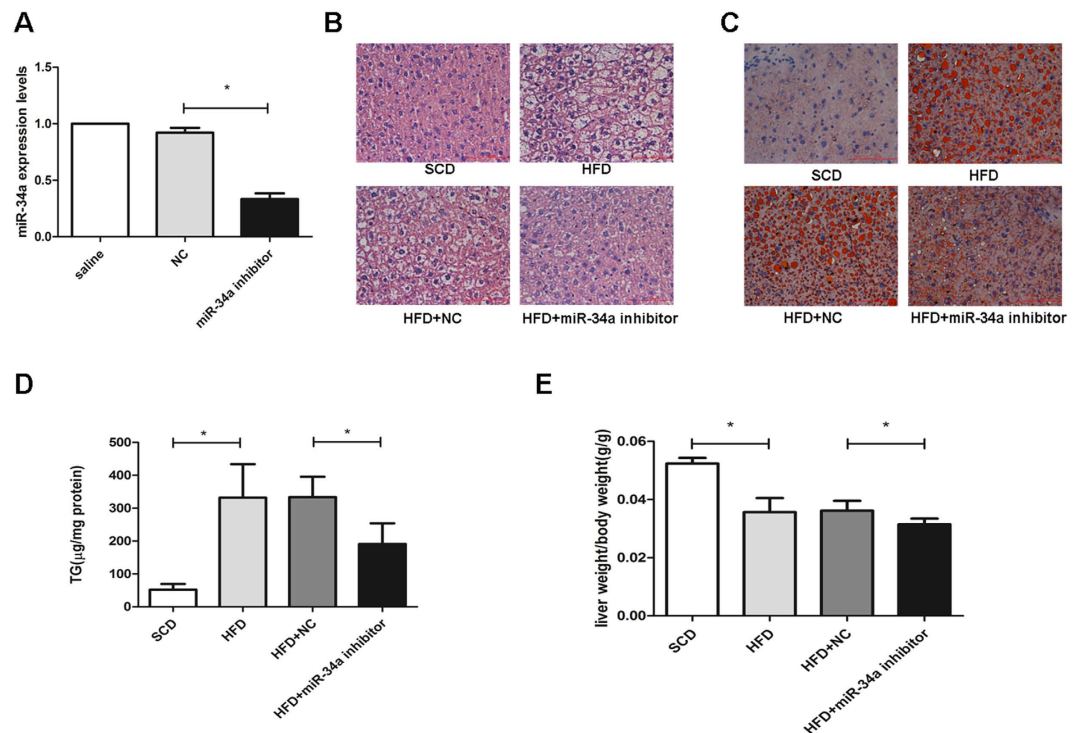 A
miR-34a expression levels
1.5
1.0
0.5
0.0
*
saline
NC
miR-34a inhibitor
B
SCD
HFD
HFD+NC
HFD+miR-34a inhibitor
C
SCD
HFD
HFD+NC
HFD+miR-34a inhibitor
D
TG(μg/mg protein)
500
400
300
200
100
0
*
*
SCD
HFD
HFD+NC
HFD+miR-34a inhibitor
E
liver weight/body weight(g/g)
0.06
0.04
0.02
0.00
*
*
SCD
HFD
HFD+NC
HFD+miR-34a inhibitor